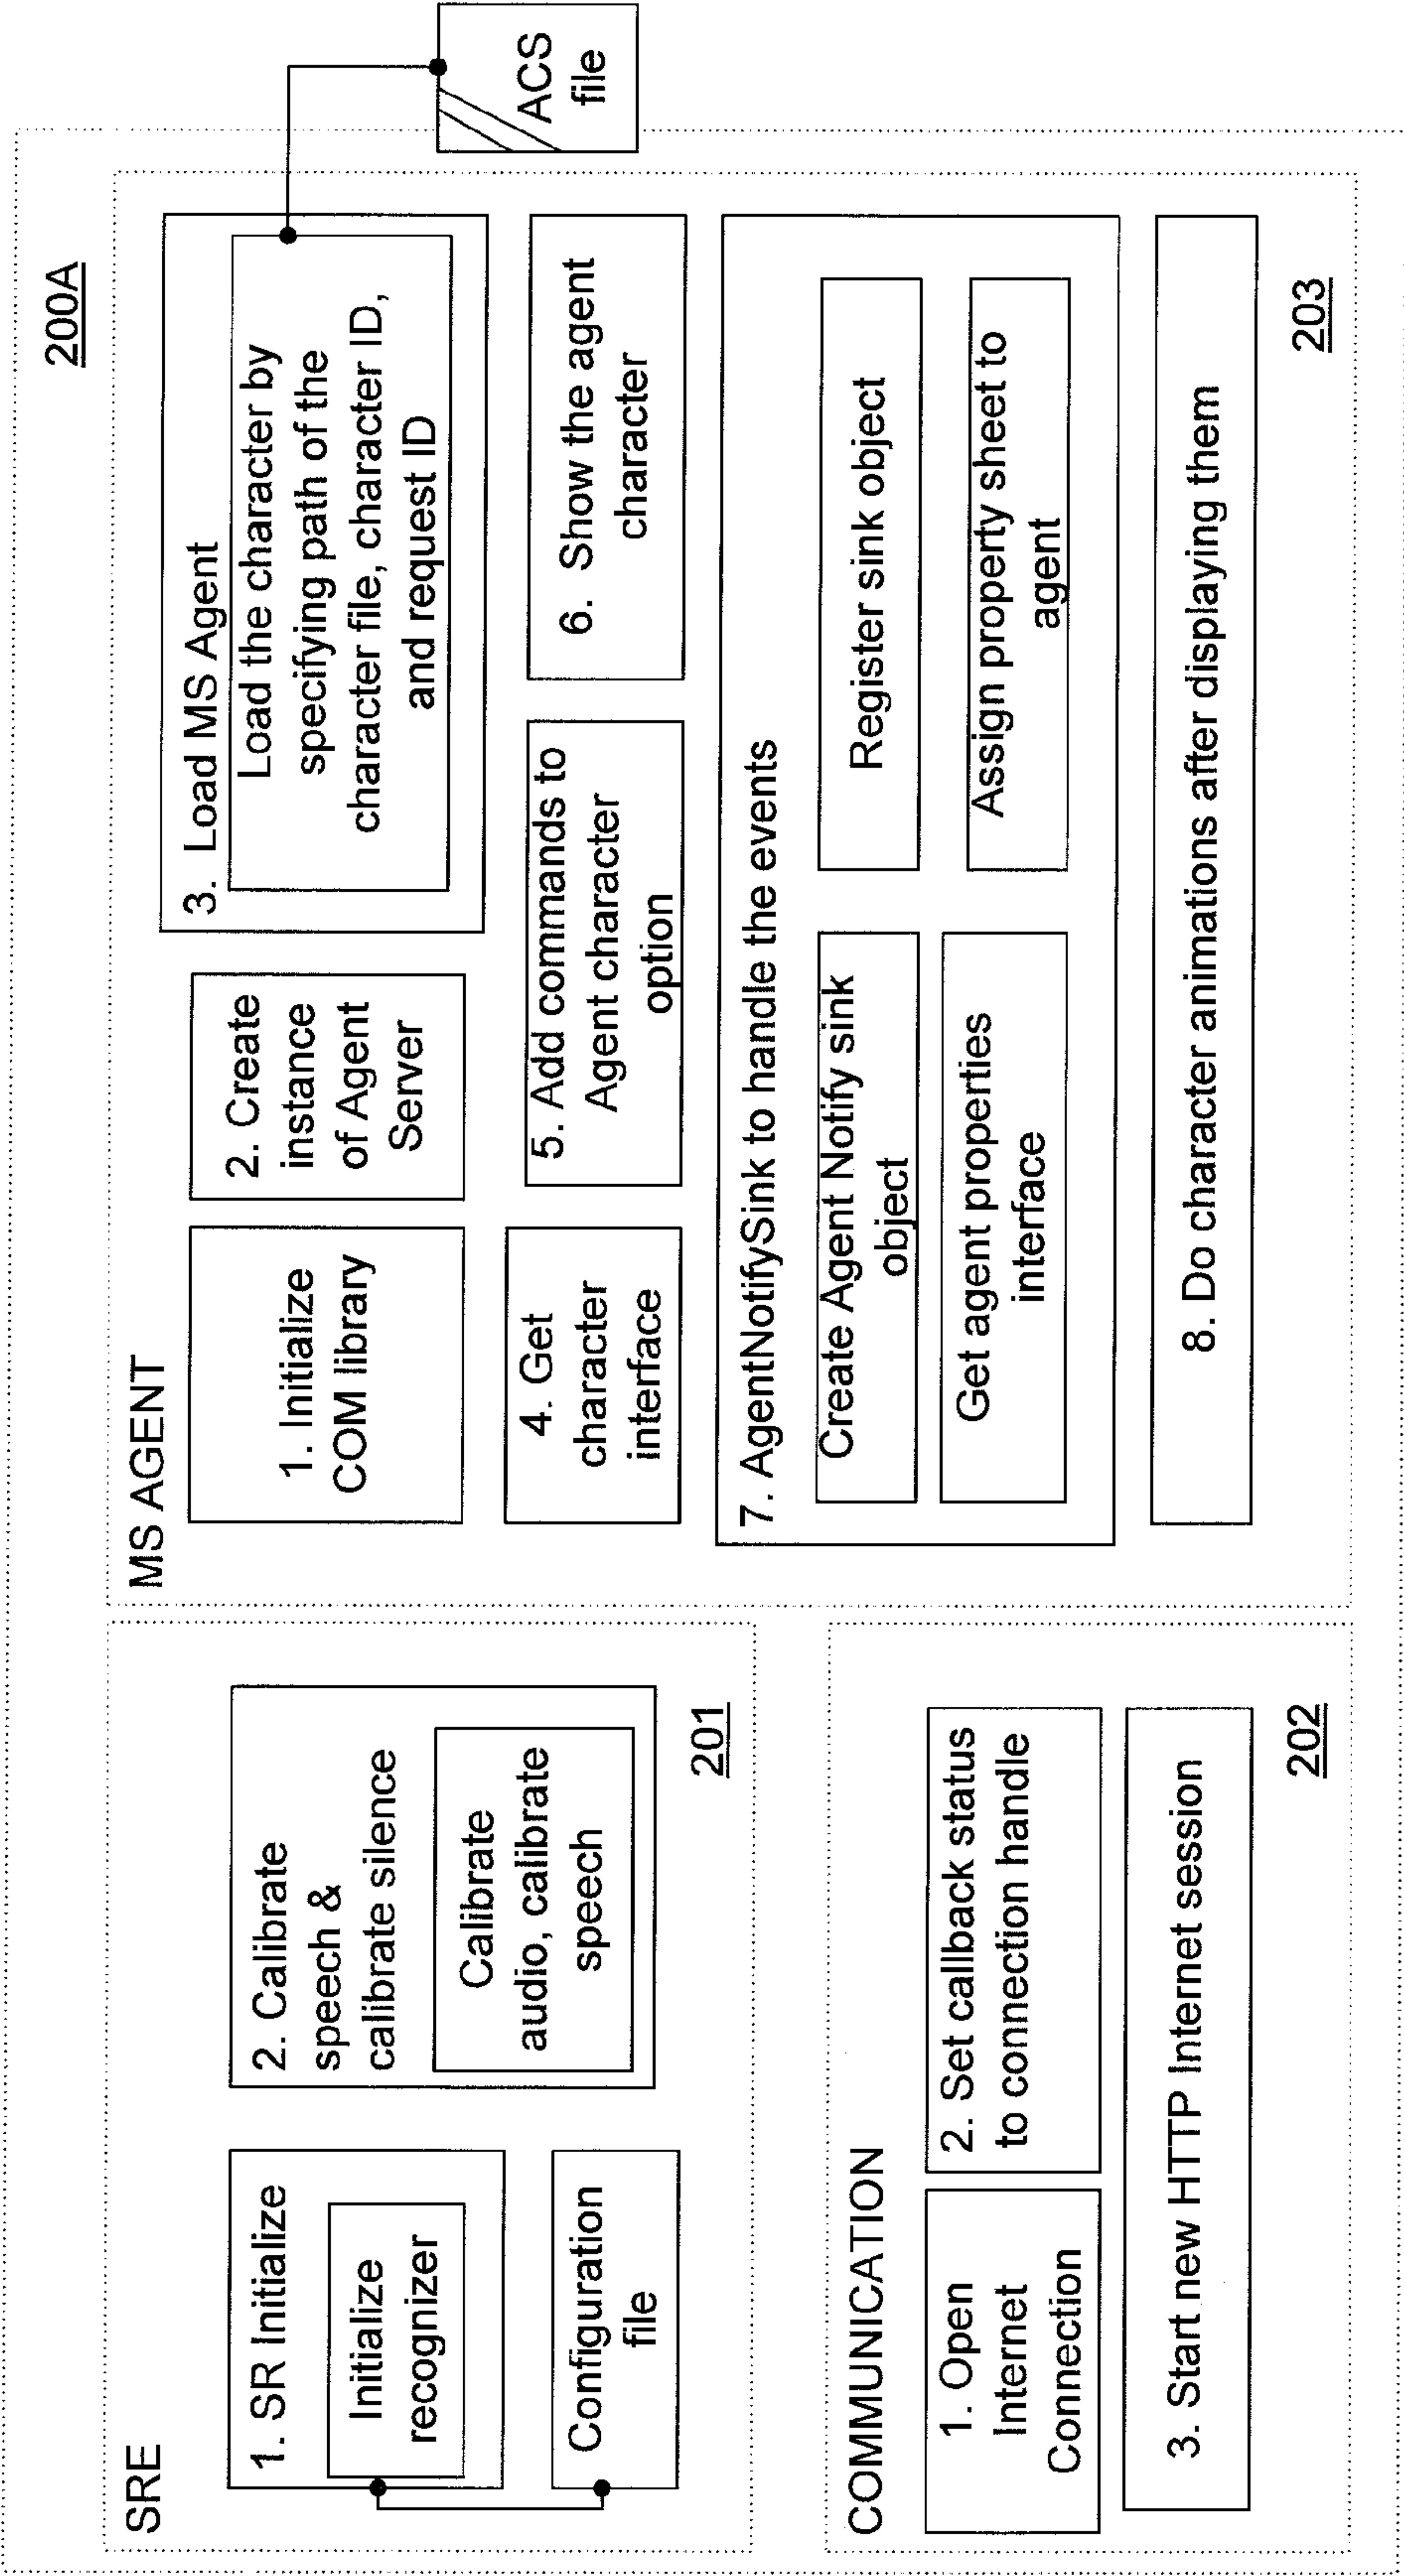 200A
SRE
1. SR Initialize
Initialize
recognizer
Configuration
file
2. Calibrate
speech &
calibrate silence
Calibrate
audio, calibrate
speech
201
COMMUNICATION
1. Open
Internet
Connection
2. Set callback status
to connection handle
3. Start new HTTP Internet session
202
MS AGENT
1. Initialize
COM library
2. Create
instance
of Agent
Server
3. Load MS Agent
Load the character by
specifying path of the
character file, character ID,
and request ID
ACS
file
4. Get
character
interface
5. Add commands to
Agent character
option
6. Show the agent
character
7. AgentNotifySink to handle the events
Create Agent Notify sink
object
Register sink object
Get agent properties
interface
Assign property sheet to
agent
8. Do character animations after displaying them
203